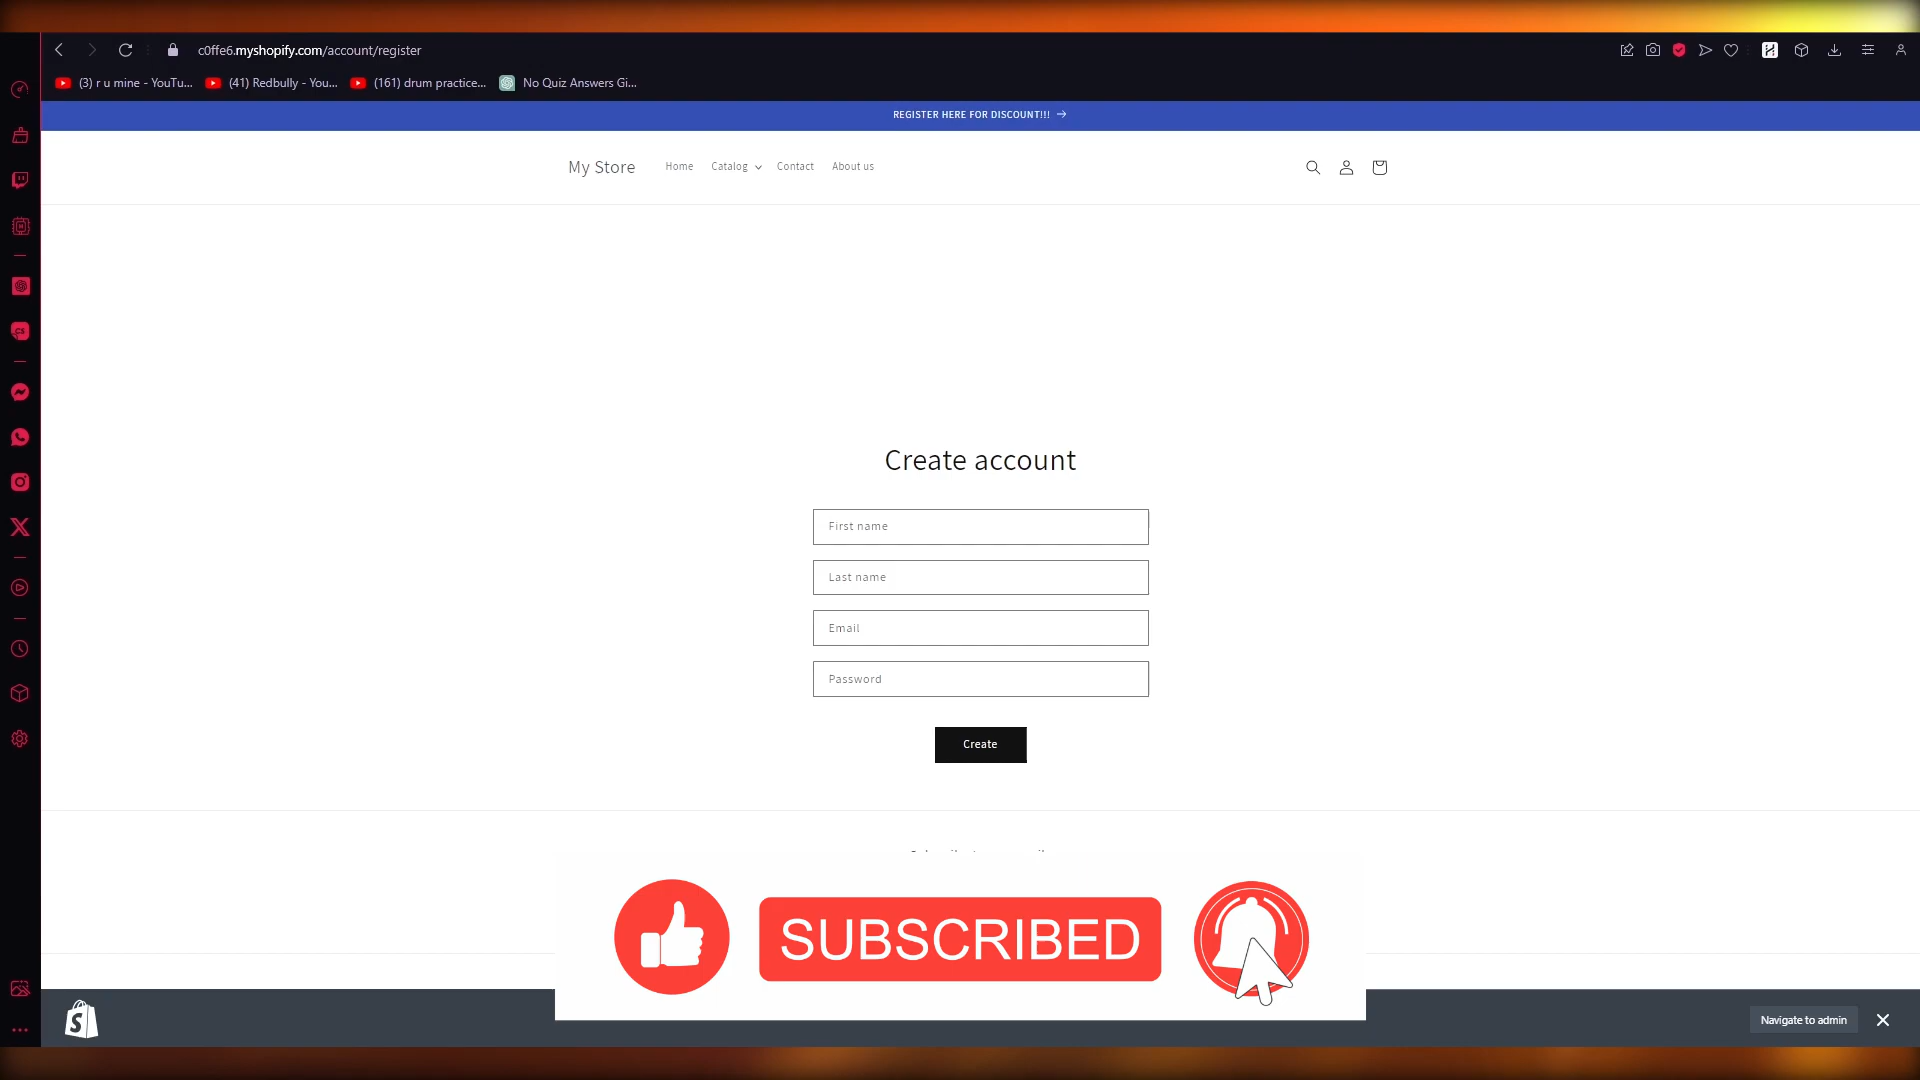 c0ffe6.myshopify.com/account/register
(3) r u mine - YouTu...
(41) Redbully - You...
(161) drum practice...
No Quiz Answers Gi...
REGISTER HERE FOR DISCOUNT!!! →
My Store
Home
Catalog
Contact
About us
Create account
First name
Last name
Email
Password
Create
SUBSCRIBED
Navigate to admin